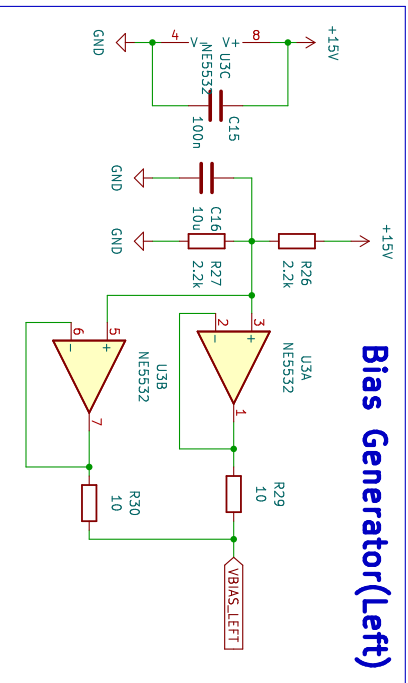 Bias Generator(Left)
+15V
+15V
8
V+
U3C
NE5532
V-
4
GND
C15
100n
GND
C16
10u
GND
R27
2.2k
R26
2.2k
3
+
2
-
1
U3A
NE5532
5
+
6
-
7
U3B
NE5532
R29
10
R30
10
VBIAS_LEFT